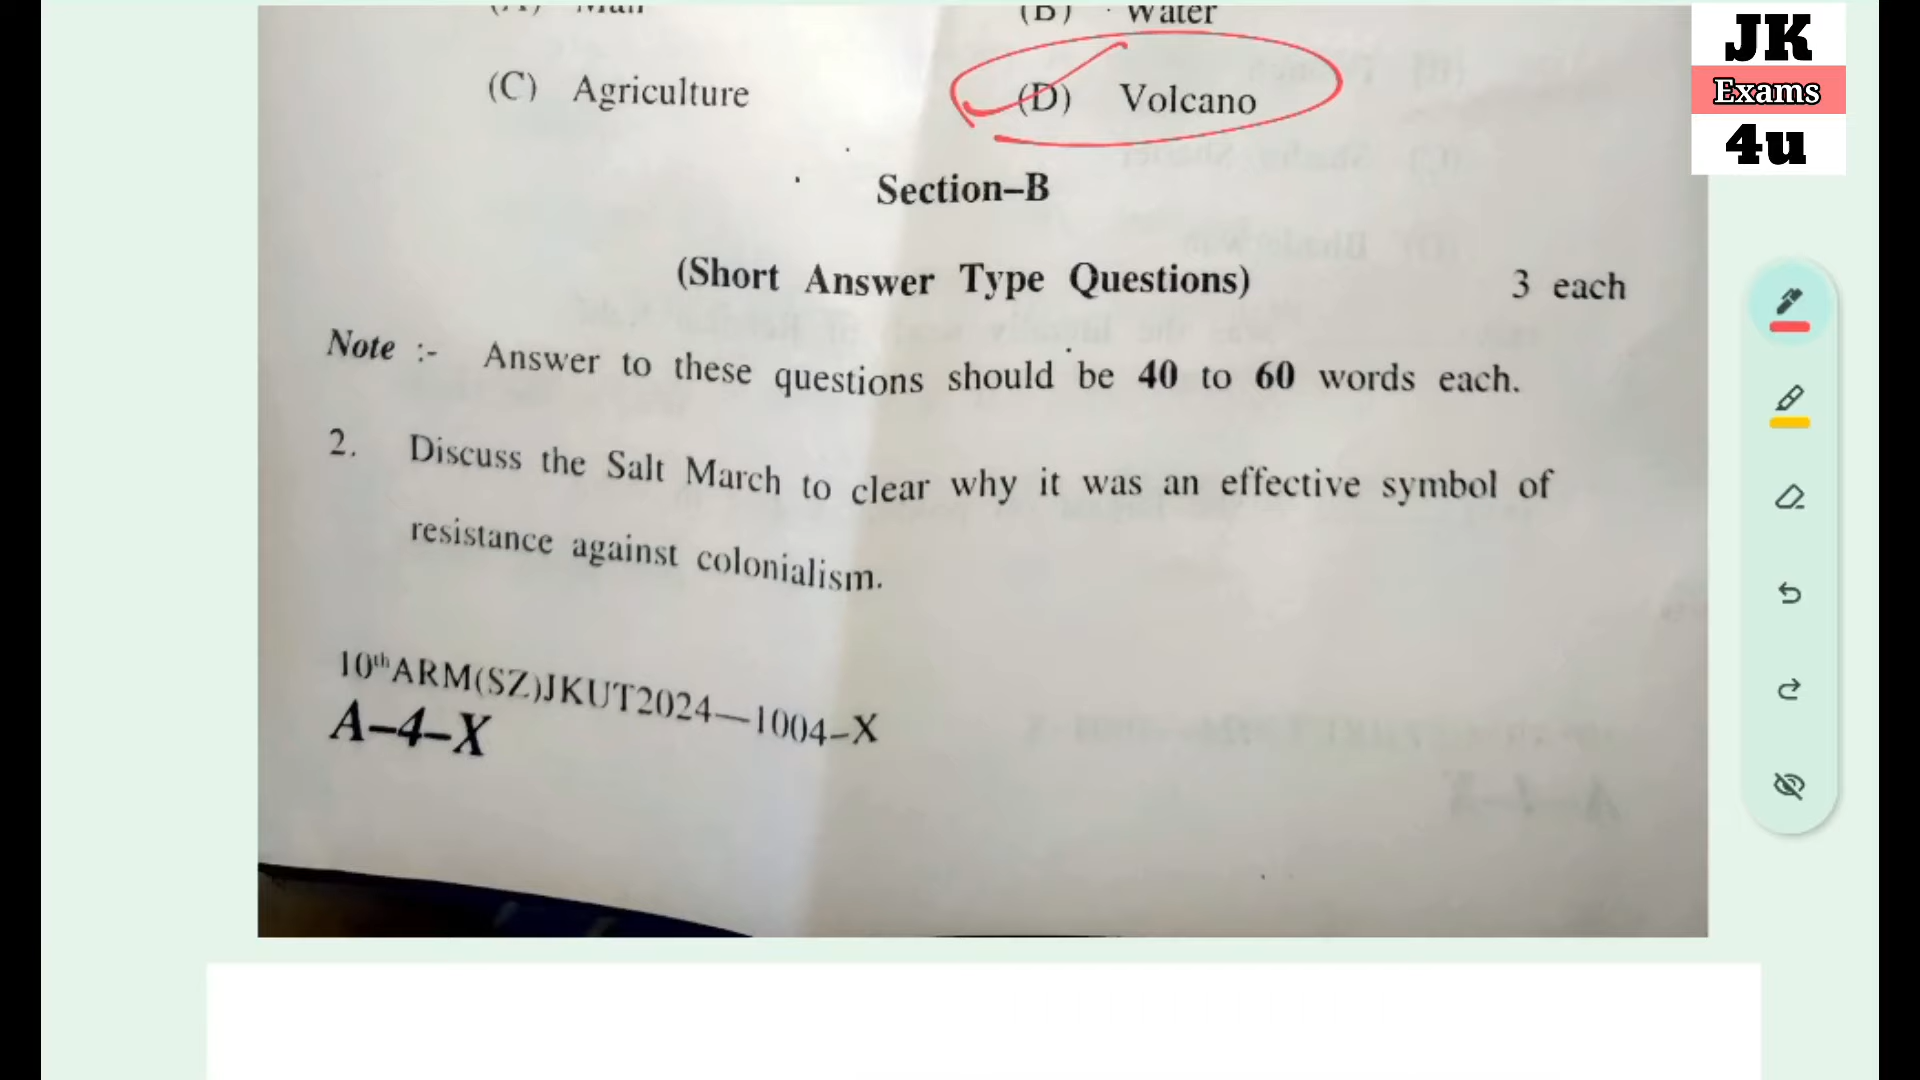 (B) Water
(C) Agriculture (D) Volcano
Section–B
(Short Answer Type Questions) 3 each
Note :- Answer to these questions should be 40 to 60 words each.
2. Discuss the Salt March to clear why it was an effective symbol of
resistance against colonialism.
10thARM(SZ)JKUT2024—1004–X
A–4–X
JK
Exams
4u